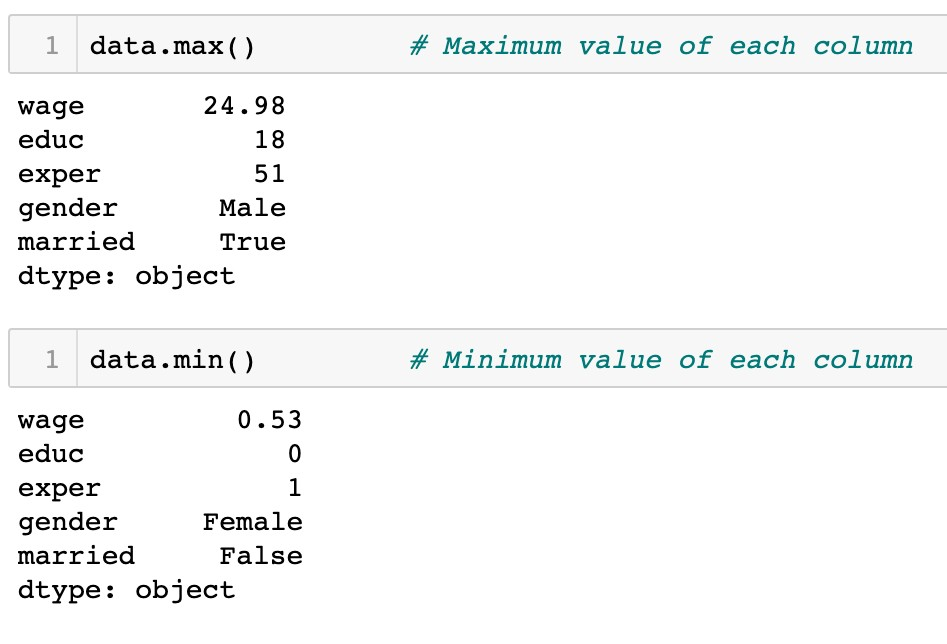 1 data.max() # Maximum value of each column
wage 24.98
educ 18
exper 51
gender Male
married True
dtype: object
1 data.min() # Minimum value of each column
wage 0.53
educ 0
exper 1
gender Female
married False
dtype: object